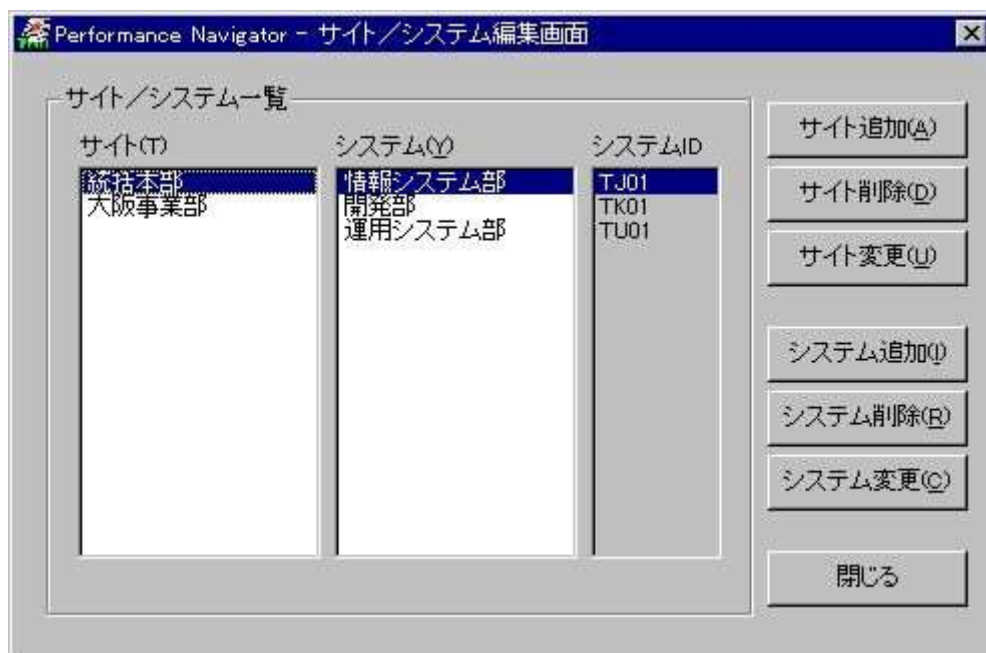 Performance Navigator - サイト／システム編集画面
サイト／システム一覧
サイト(T)
統括本部
大阪事業部
システム(Y)
情報システム部
開発部
運用システム部
システムID
TJ01
TK01
TU01
サイト追加(A)
サイト削除(D)
サイト変更(U)
システム追加(I)
システム削除(R)
システム変更(C)
閉じる